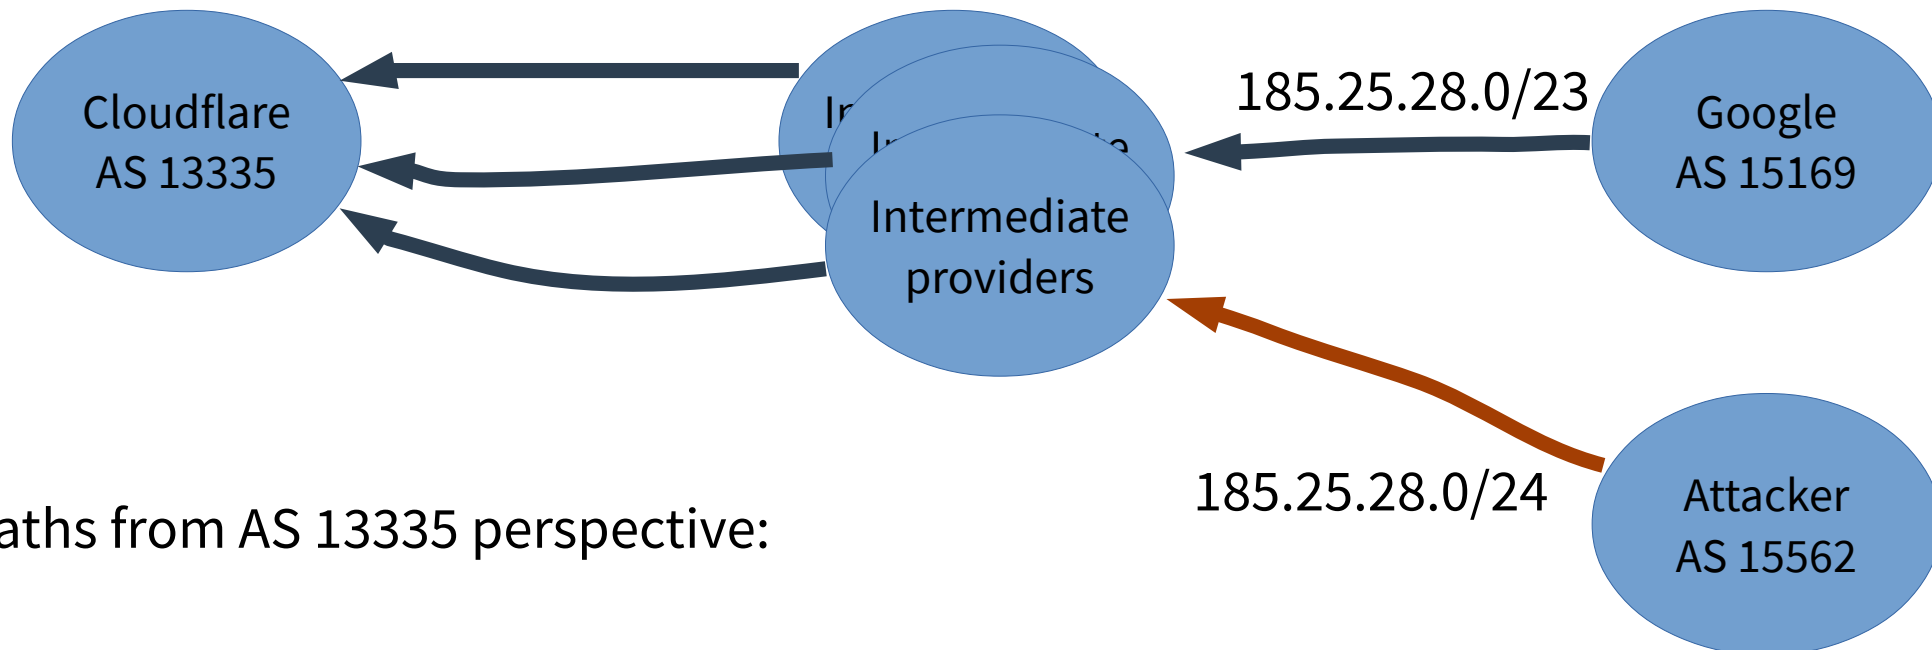 Cloudflare
AS 13335
Intermediate
providers
185.25.28.0/23
Google
AS 15169
185.25.28.0/24
Attacker
AS 15562
from AS 13335 perspective: